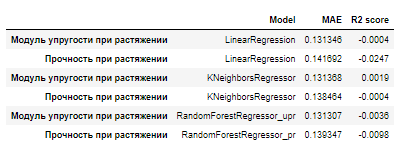 Model MAE R2 score
Модуль упругости при растяжении LinearRegression 0.131346 -0.0004
Прочность при растяжении LinearRegression 0.141692 -0.0247
Модуль упругости при растяжении KNeighborsRegressor 0.131368 0.0019
Прочность при растяжении KNeighborsRegressor 0.138464 -0.0004
Модуль упругости при растяжении RandomForestRegressor_upr 0.131307 -0.0036
Прочность при растяжении RandomForestRegressor_pr 0.139347 -0.0098